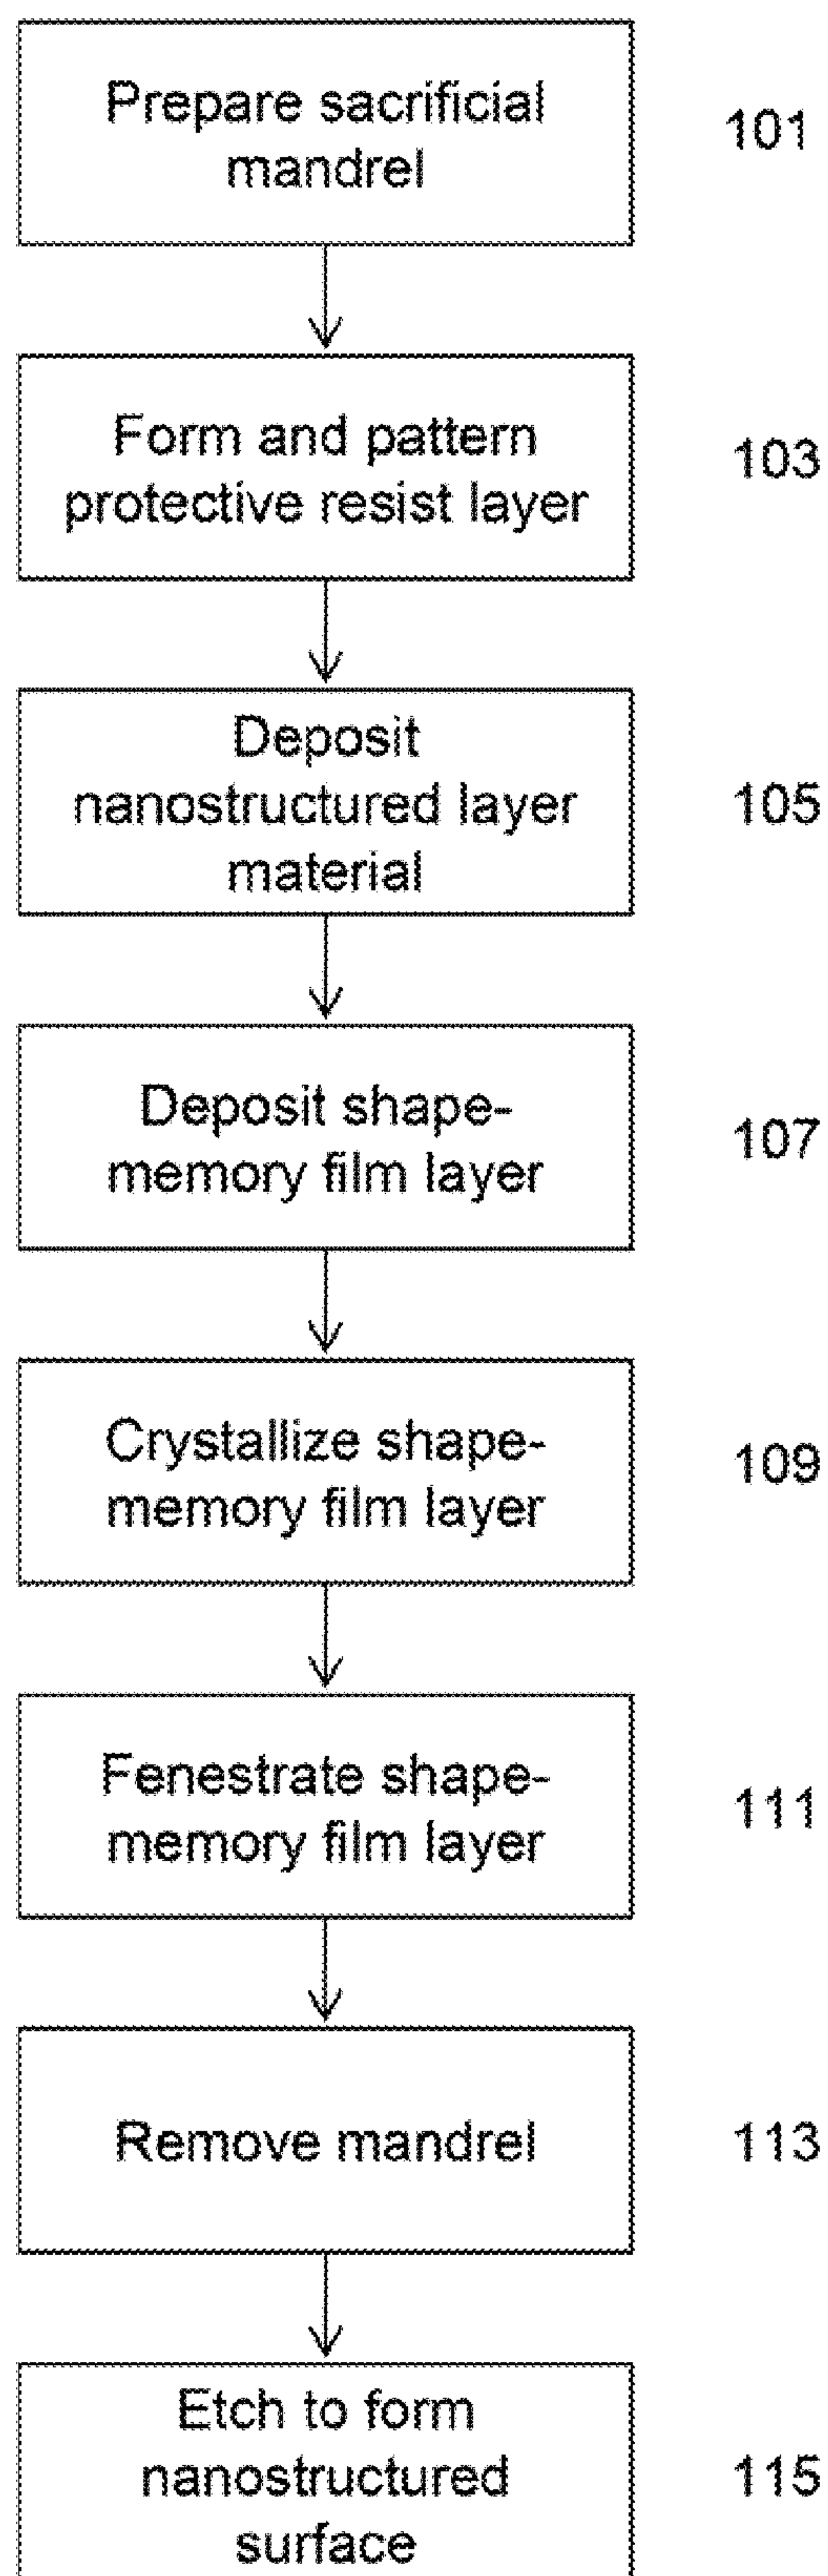 Prepare sacrificial
mandrel
101
Form and pattern
protective resist layer
103
Deposit
nanostructured layer
material
105
Deposit shape-
memory film layer
107
Crystallize shape-
memory film layer
109
Fenestrate shape-
memory film layer
111
Remove mandrel
113
Etch to form
nanostructured
surface
115